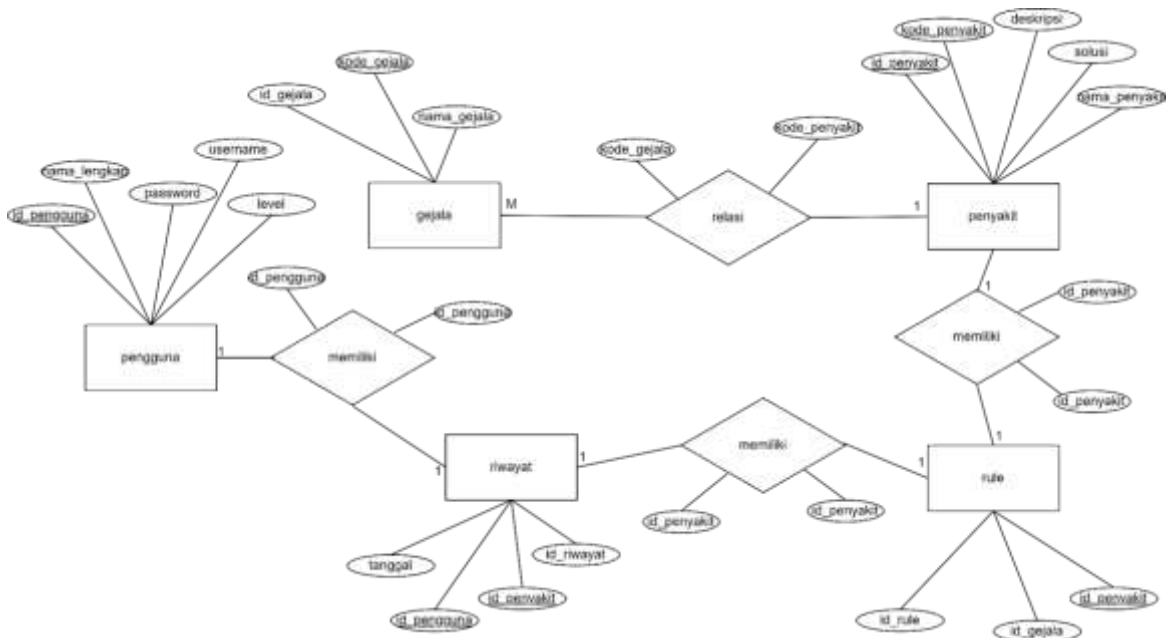 deskripsi
kode_penyakit
solusi
id_penyakit
nama_penyakit
kode_gejala
id_gejala
nama_gejala
kode_penyakit
kode_gejala
username
nama_lengkap
password
level
id_pengguna
gejala
M
relasi
1
penyakit
id_pengguna
id_pengguna
pengguna
1
memiliki
1
id_penyakit
memiliki
id_penyakit
1
riwayat
1
memiliki
1
1
rule
1
id_penyakit
id_penyakit
tanggal
id_riwayat
id_penyakit
id_pengguna
id_penyakit
id_rule
id_gejala